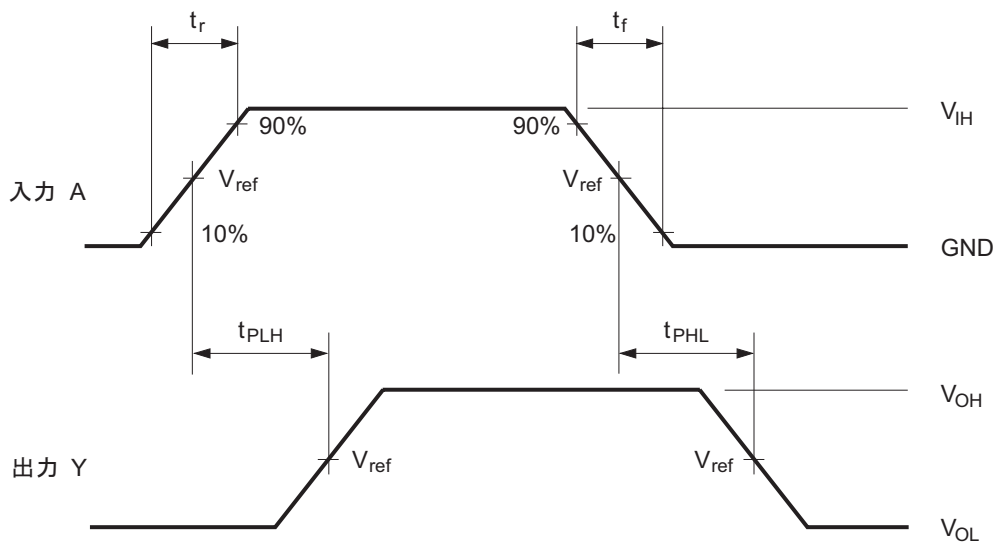 tr tf
90% 90% VIH
入力 A Vref Vref
10% 10% GND
tPLH tPHL
VOH
出力 Y Vref Vref
VOL